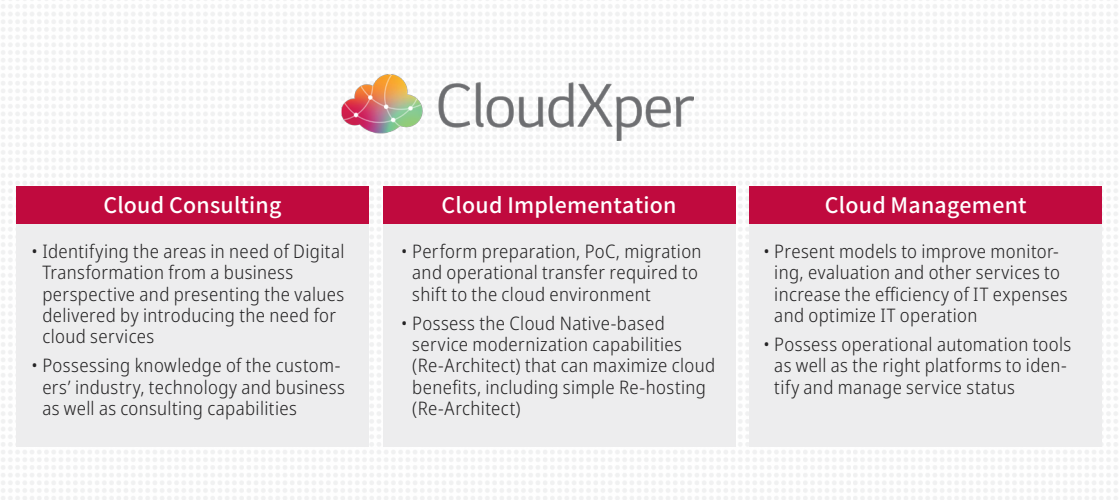 CloudXper
Cloud Consulting
• Identifying the areas in need of Digital
Transformation from a business
perspective and presenting the values
delivered by introducing the need for
cloud services
• Possessing knowledge of the custom-
ers' industry, technology and business
as well as consulting capabilities
Cloud Implementation
• Perform preparation, PoC, migration
and operational transfer required to
shift to the cloud environment
• Possess the Cloud Native-based
service modernization capabilities
(Re-Architect) that can maximize cloud
benefits, including simple Re-hosting
(Re-Architect)
Cloud Management
• Present models to improve monitor-
ing, evaluation and other services to
increase the efficiency of IT expenses
and optimize IT operation
• Possess operational automation tools
as well as the right platforms to iden-
tify and manage service status